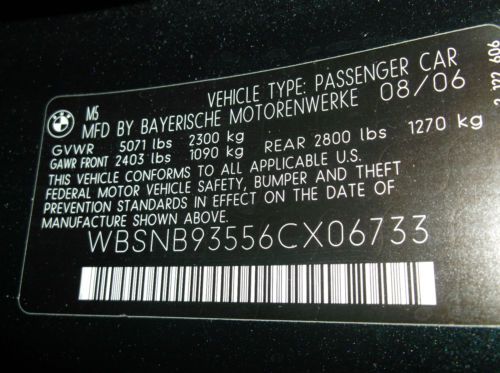 VEHICLE TYPE: PASSENGER CAR
M5
MFD BY BAYERISCHE MOTORENWERKE 08/06
GVWR 5071 lbs 2300 kg
GAWR FRONT 2403 lbs 1090 kg REAR 2800 lbs 1270 kg
THIS VEHICLE CONFORMS TO ALL APPLICABLE U.S.
FEDERAL MOTOR VEHICLE SAFETY, BUMPER AND THEFT
PREVENTION STANDARDS IN EFFECT ON THE DATE OF
MANUFACTURE SHOWN ABOVE.
WBSNB93556CX06733
BMW